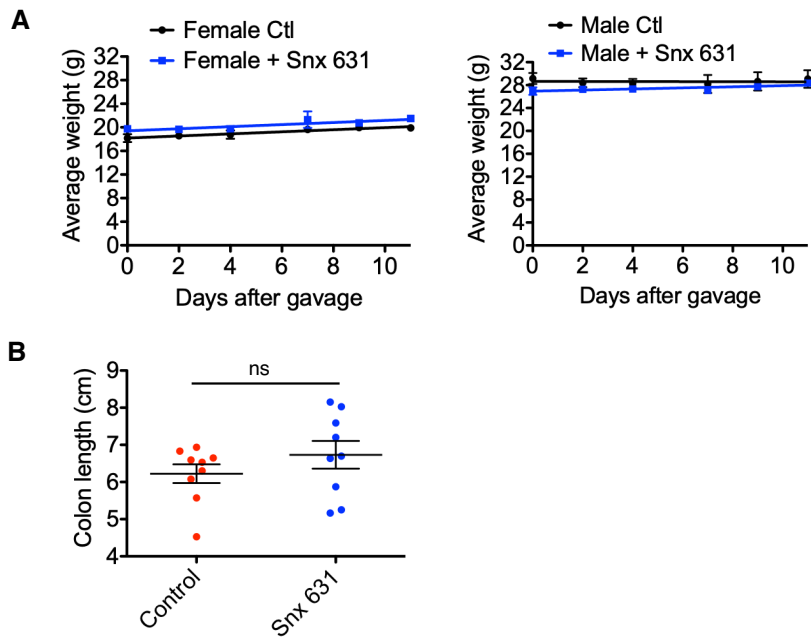 A
Female Ctl
Female + Snx 631
Average weight (g)
32
28
24
20
16
12
8
4
0
0 2 4 6 8 10
Days after gavage
Male Ctl
Male + Snx 631
Average weight (g)
32
28
24
20
16
12
8
4
0
0 2 4 6 8 10
Days after gavage
B
ns
Colon length (cm)
9
8
7
6
5
4
Control
Snx 631